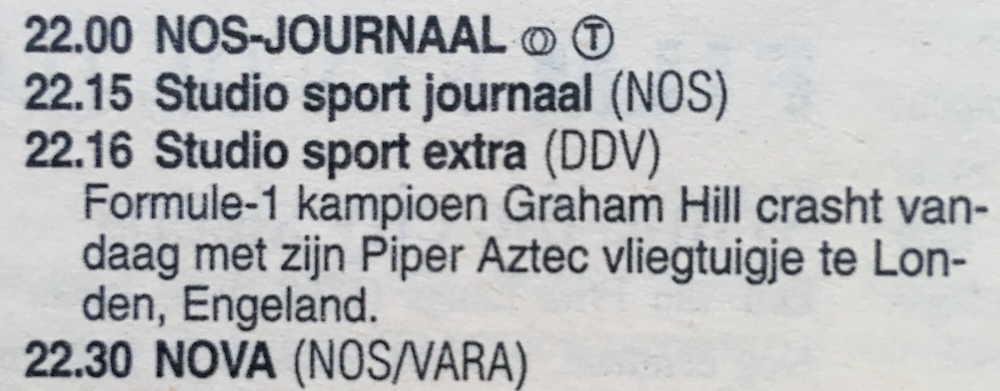 22.00 NOS-JOURNAAL Ⓣ
22.15 Studio sport journaal (NOS)
22.16 Studio sport extra (DDV)
Formule-1 kampioen Graham Hill crasht van-
daag met zijn Piper Aztec vliegtuigje te Lon-
den, Engeland.
22.30 NOVA (NOS/VARA)